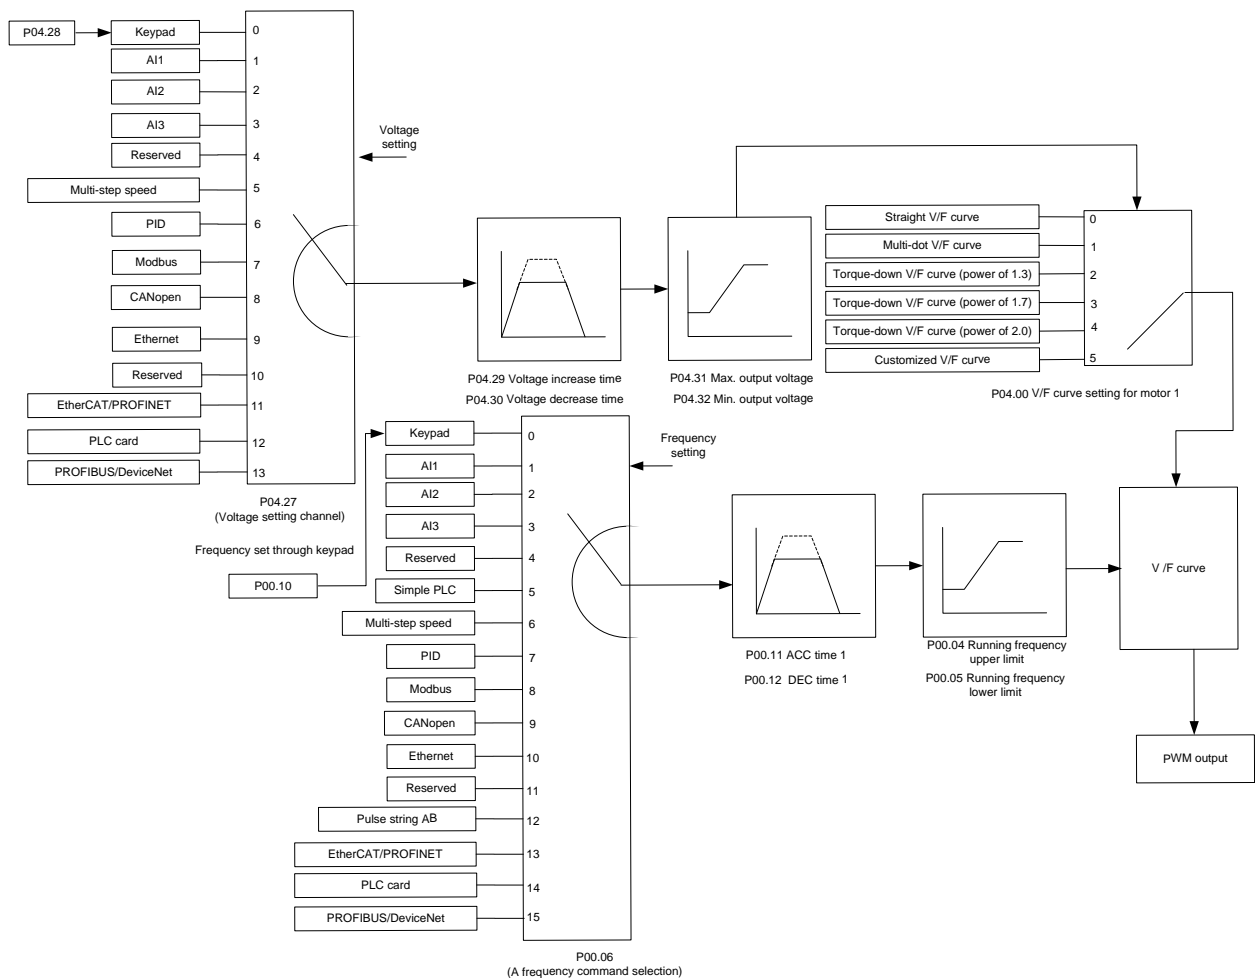 P04.28
Keypad
0
AI1
1
AI2
2
AI3
3
Reserved
4
Multi-step speed
5
PID
6
Modbus
7
CANopen
8
Ethernet
9
Reserved
10
EtherCAT/PROFINET
11
PLC card
12
PROFIBUS/DeviceNet
13
P04.27
(Voltage setting channel)
Voltage
setting
P04.29 Voltage increase time
P04.30 Voltage decrease time
P04.31 Max. output voltage
P04.32 Min. output voltage
Straight V/F curve
0
Multi-dot V/F curve
1
Torque-down V/F curve (power of 1.3)
2
Torque-down V/F curve (power of 1.7)
3
Torque-down V/F curve (power of 2.0)
4
Customized V/F curve
5
P04.00 V/F curve setting for motor 1
Frequency set through keypad
P00.10
Keypad
0
AI1
1
AI2
2
AI3
3
Reserved
4
Simple PLC
5
Multi-step speed
6
PID
7
Modbus
8
CANopen
9
Ethernet
10
Reserved
11
Pulse string AB
12
EtherCAT/PROFINET
13
PLC card
14
PROFIBUS/DeviceNet
15
P00.06
(A frequency command selection)
Frequency
setting
P00.11 ACC time 1
P00.12 DEC time 1
P00.04 Running frequency
upper limit
P00.05 Running frequency
lower limit
V /F curve
PWM output